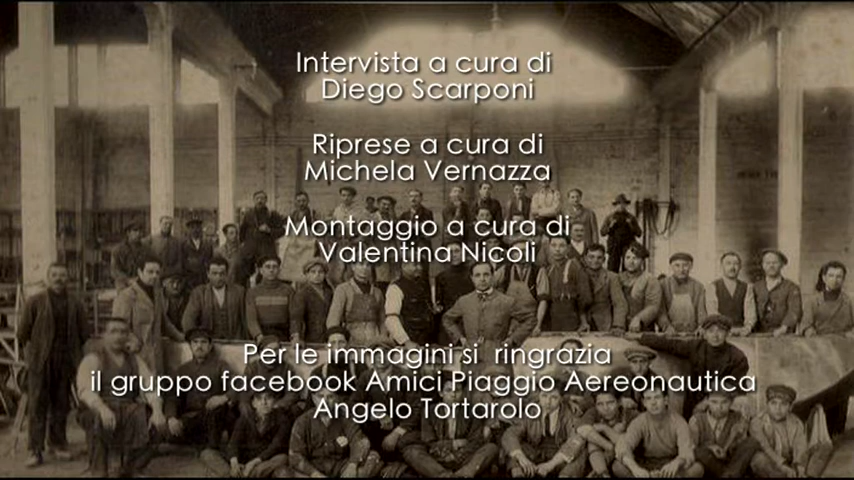 Intervista a cura di
Diego Scarponi
Riprese a cura di
Michela Vernazza
Montaggio a cura di
Valentina Nicoli
Per le immagini si ringrazia
il gruppo facebook Amici Piaggio Aereonautica
Angelo Tortarolo